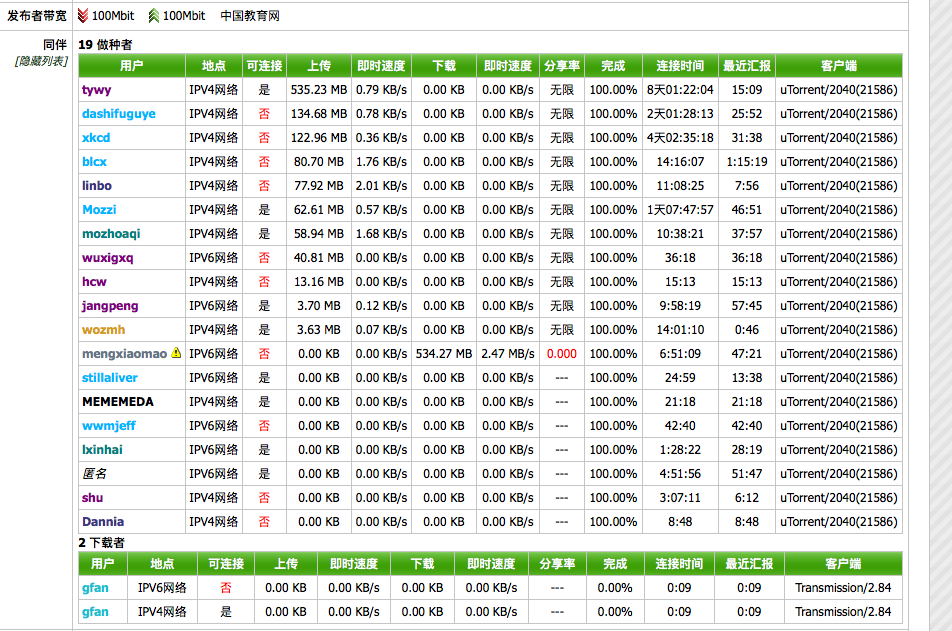 发布者带宽 100Mbit 100Mbit 中国教育网
同伴 19 做种者
[隐藏列表]
用户 地点 可连接 上传 即时速度 下载 即时速度 分享率 完成 连接时间 最近汇报 客户端
tywy IPV4网络 是 535.23 MB 0.79 KB/s 0.00 KB 0.00 KB/s 无限 100.00% 8天01:22:04 15:09 uTorrent/2040(21586)
dashifuguye IPV4网络 否 134.68 MB 0.78 KB/s 0.00 KB 0.00 KB/s 无限 100.00% 2天01:28:13 25:52 uTorrent/2040(21586)
xkcd IPV4网络 否 122.96 MB 0.36 KB/s 0.00 KB 0.00 KB/s 无限 100.00% 4天02:35:18 31:38 uTorrent/2040(21586)
blcx IPV4网络 否 80.70 MB 1.76 KB/s 0.00 KB 0.00 KB/s 无限 100.00% 14:16:07 1:15:19 uTorrent/2040(21586)
linbo IPV4网络 否 77.92 MB 2.01 KB/s 0.00 KB 0.00 KB/s 无限 100.00% 11:08:25 7:56 uTorrent/2040(21586)
Mozzi IPV4网络 是 62.61 MB 0.57 KB/s 0.00 KB 0.00 KB/s 无限 100.00% 1天07:47:57 46:51 uTorrent/2040(21586)
mozhoaqi IPV4网络 是 58.94 MB 1.68 KB/s 0.00 KB 0.00 KB/s 无限 100.00% 10:38:21 37:57 uTorrent/2040(21586)
wuxigxq IPV6网络 否 40.81 MB 0.00 KB/s 0.00 KB 0.00 KB/s 无限 100.00% 36:18 36:18 uTorrent/2040(21586)
hcw IPV4网络 否 13.16 MB 0.00 KB/s 0.00 KB 0.00 KB/s 无限 100.00% 15:13 15:13 uTorrent/2040(21586)
jangpeng IPV6网络 是 3.70 MB 0.12 KB/s 0.00 KB 0.00 KB/s 无限 100.00% 9:58:19 57:45 uTorrent/2040(21586)
wozmh IPV4网络 是 3.63 MB 0.07 KB/s 0.00 KB 0.00 KB/s 无限 100.00% 14:01:10 0:46 uTorrent/2040(21586)
mengxiaomao IPV6网络 否 0.00 KB 0.00 KB/s 534.27 MB 2.47 MB/s 0.000 100.00% 6:51:09 47:21 uTorrent/2040(21586)
stillaliver IPV6网络 是 0.00 KB 0.00 KB/s 0.00 KB 0.00 KB/s --- 100.00% 24:59 13:38 uTorrent/2040(21586)
MEMEMEDA IPV4网络 是 0.00 KB 0.00 KB/s 0.00 KB 0.00 KB/s --- 100.00% 21:18 21:18 uTorrent/2040(21586)
wwmjeff IPV6网络 否 0.00 KB 0.00 KB/s 0.00 KB 0.00 KB/s --- 100.00% 42:40 42:40 uTorrent/2040(21586)
lxinhai IPV6网络 是 0.00 KB 0.00 KB/s 0.00 KB 0.00 KB/s --- 100.00% 1:28:22 28:19 uTorrent/2040(21586)
匿名 IPV6网络 是 0.00 KB 0.00 KB/s 0.00 KB 0.00 KB/s --- 100.00% 4:51:56 51:47 uTorrent/2040(21586)
shu IPV4网络 否 0.00 KB 0.00 KB/s 0.00 KB 0.00 KB/s --- 100.00% 3:07:11 6:12 uTorrent/2040(21586)
Dannia IPV4网络 否 0.00 KB 0.00 KB/s 0.00 KB 0.00 KB/s --- 100.00% 8:48 8:48 uTorrent/2040(21586)
2 下载者
用户 地点 可连接 上传 即时速度 下载 即时速度 分享率 完成 连接时间 最近汇报 客户端
gfan IPV6网络 否 0.00 KB 0.00 KB/s 0.00 KB 0.00 KB/s --- 0.00% 0:09 0:09 Transmission/2.84
gfan IPV4网络 是 0.00 KB 0.00 KB/s 0.00 KB 0.00 KB/s --- 0.00% 0:09 0:09 Transmission/2.84